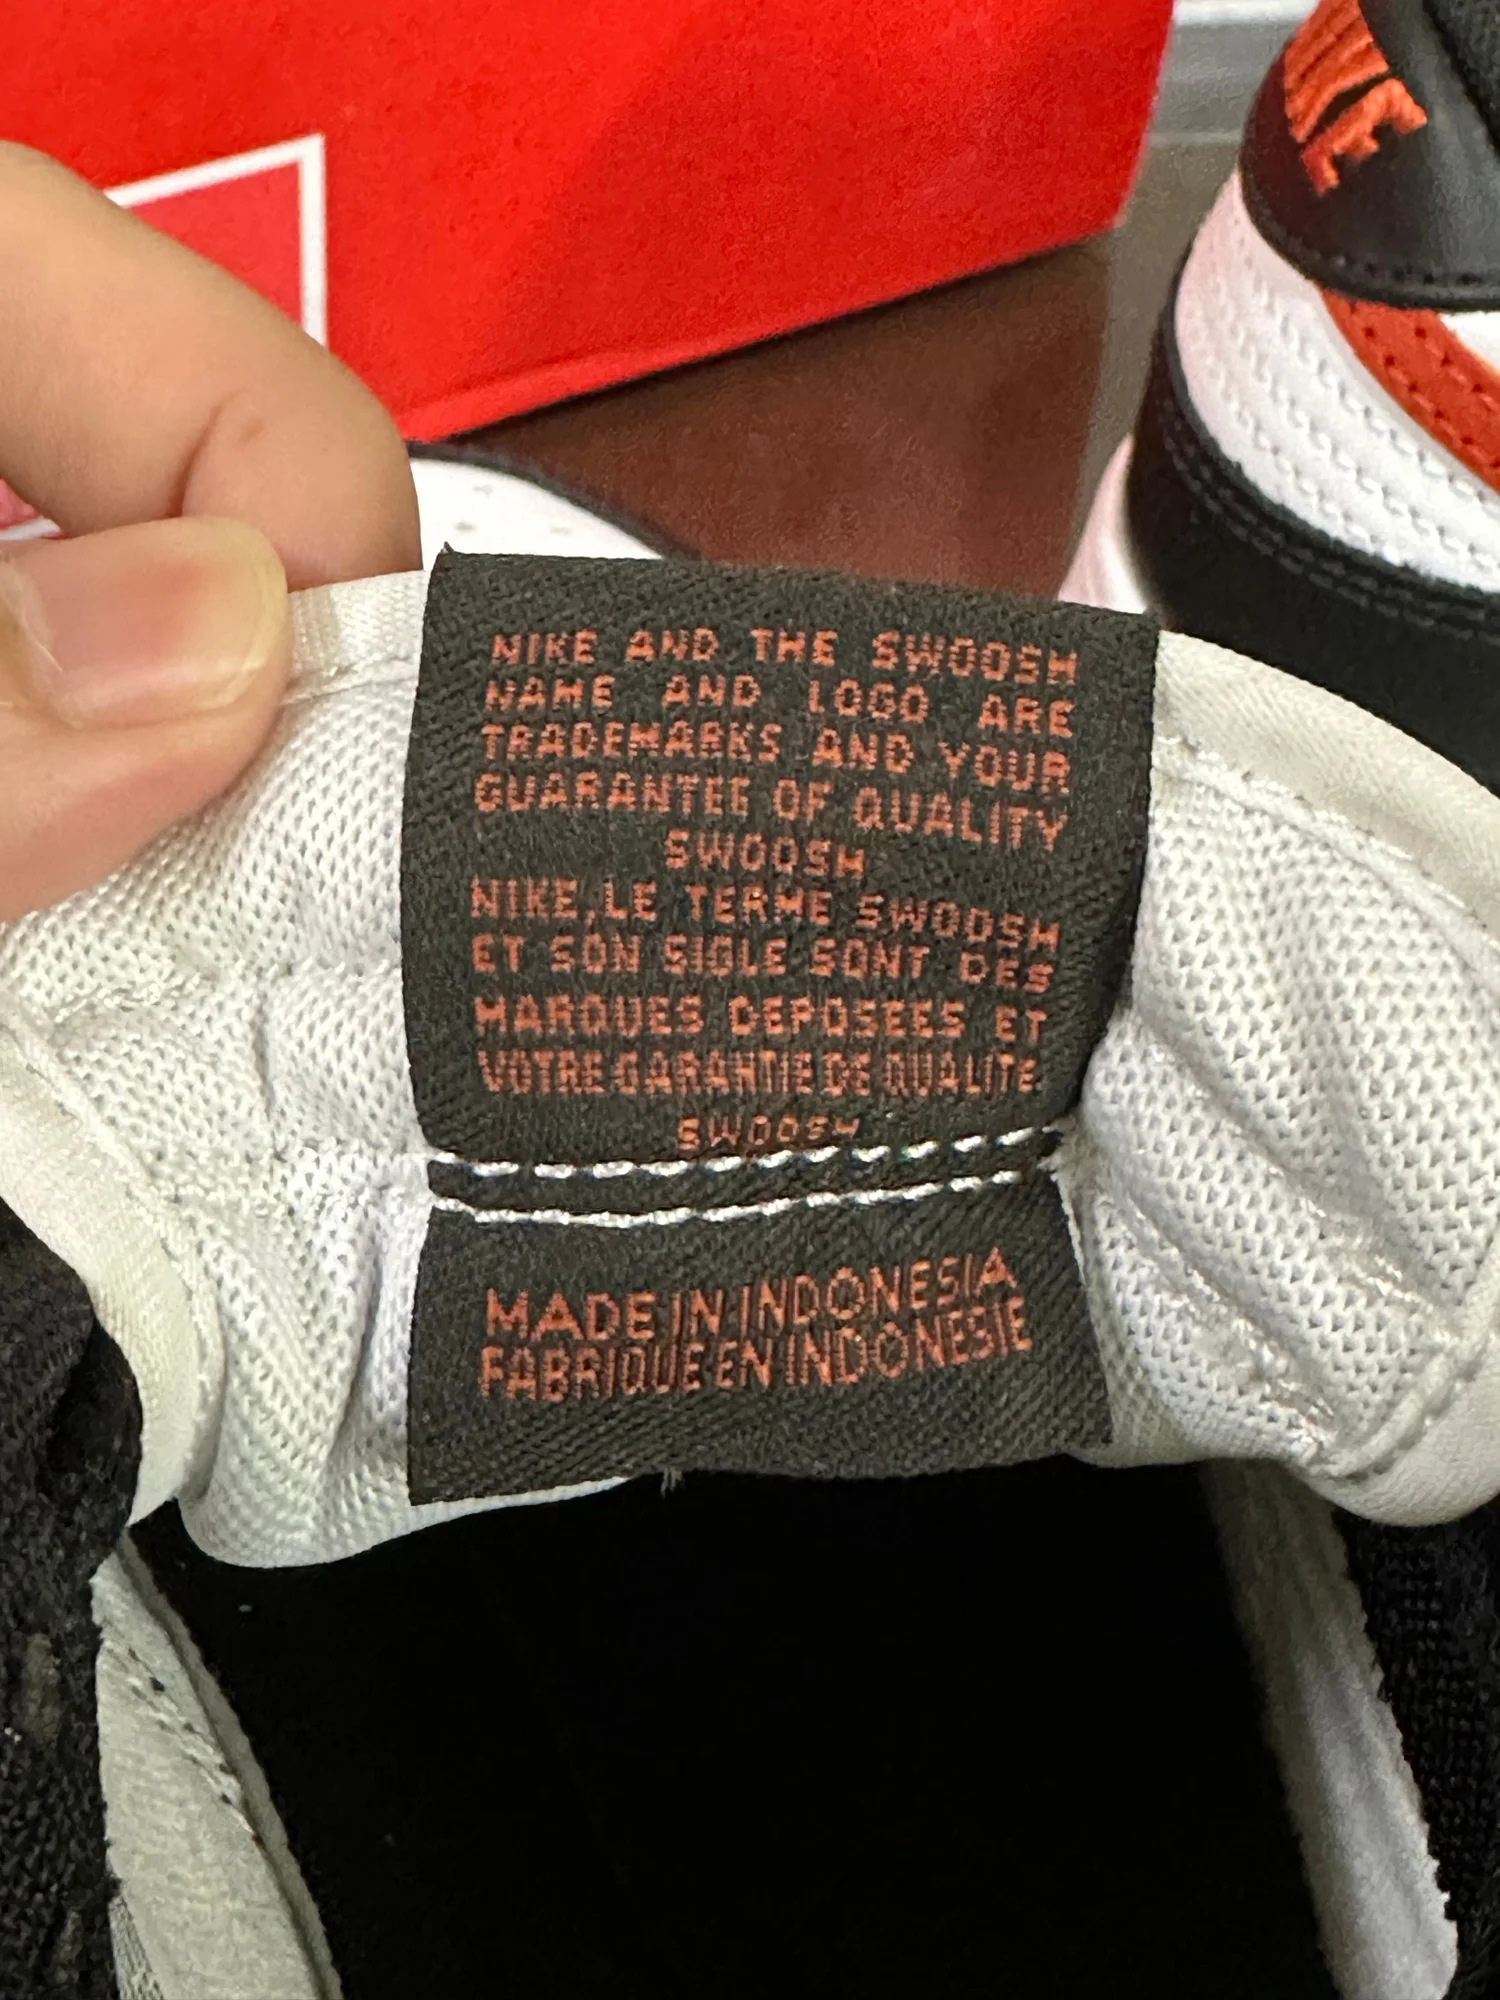 NIKE
NIKE AND THE SWOOSH
NAME AND LOGO ARE
TRADEMARKS AND YOUR
GUARANTEE OF QUALITY
SWOOSH
NIKE,LE TERME SWOOSH
ET SON SIGLE SONT DES
MARQUES DEPOSEES ET
VOTRE GARANTIE DE QUALITE
SWOOSH
MADE IN INDONESIA
FABRIQUE EN INDONESIE